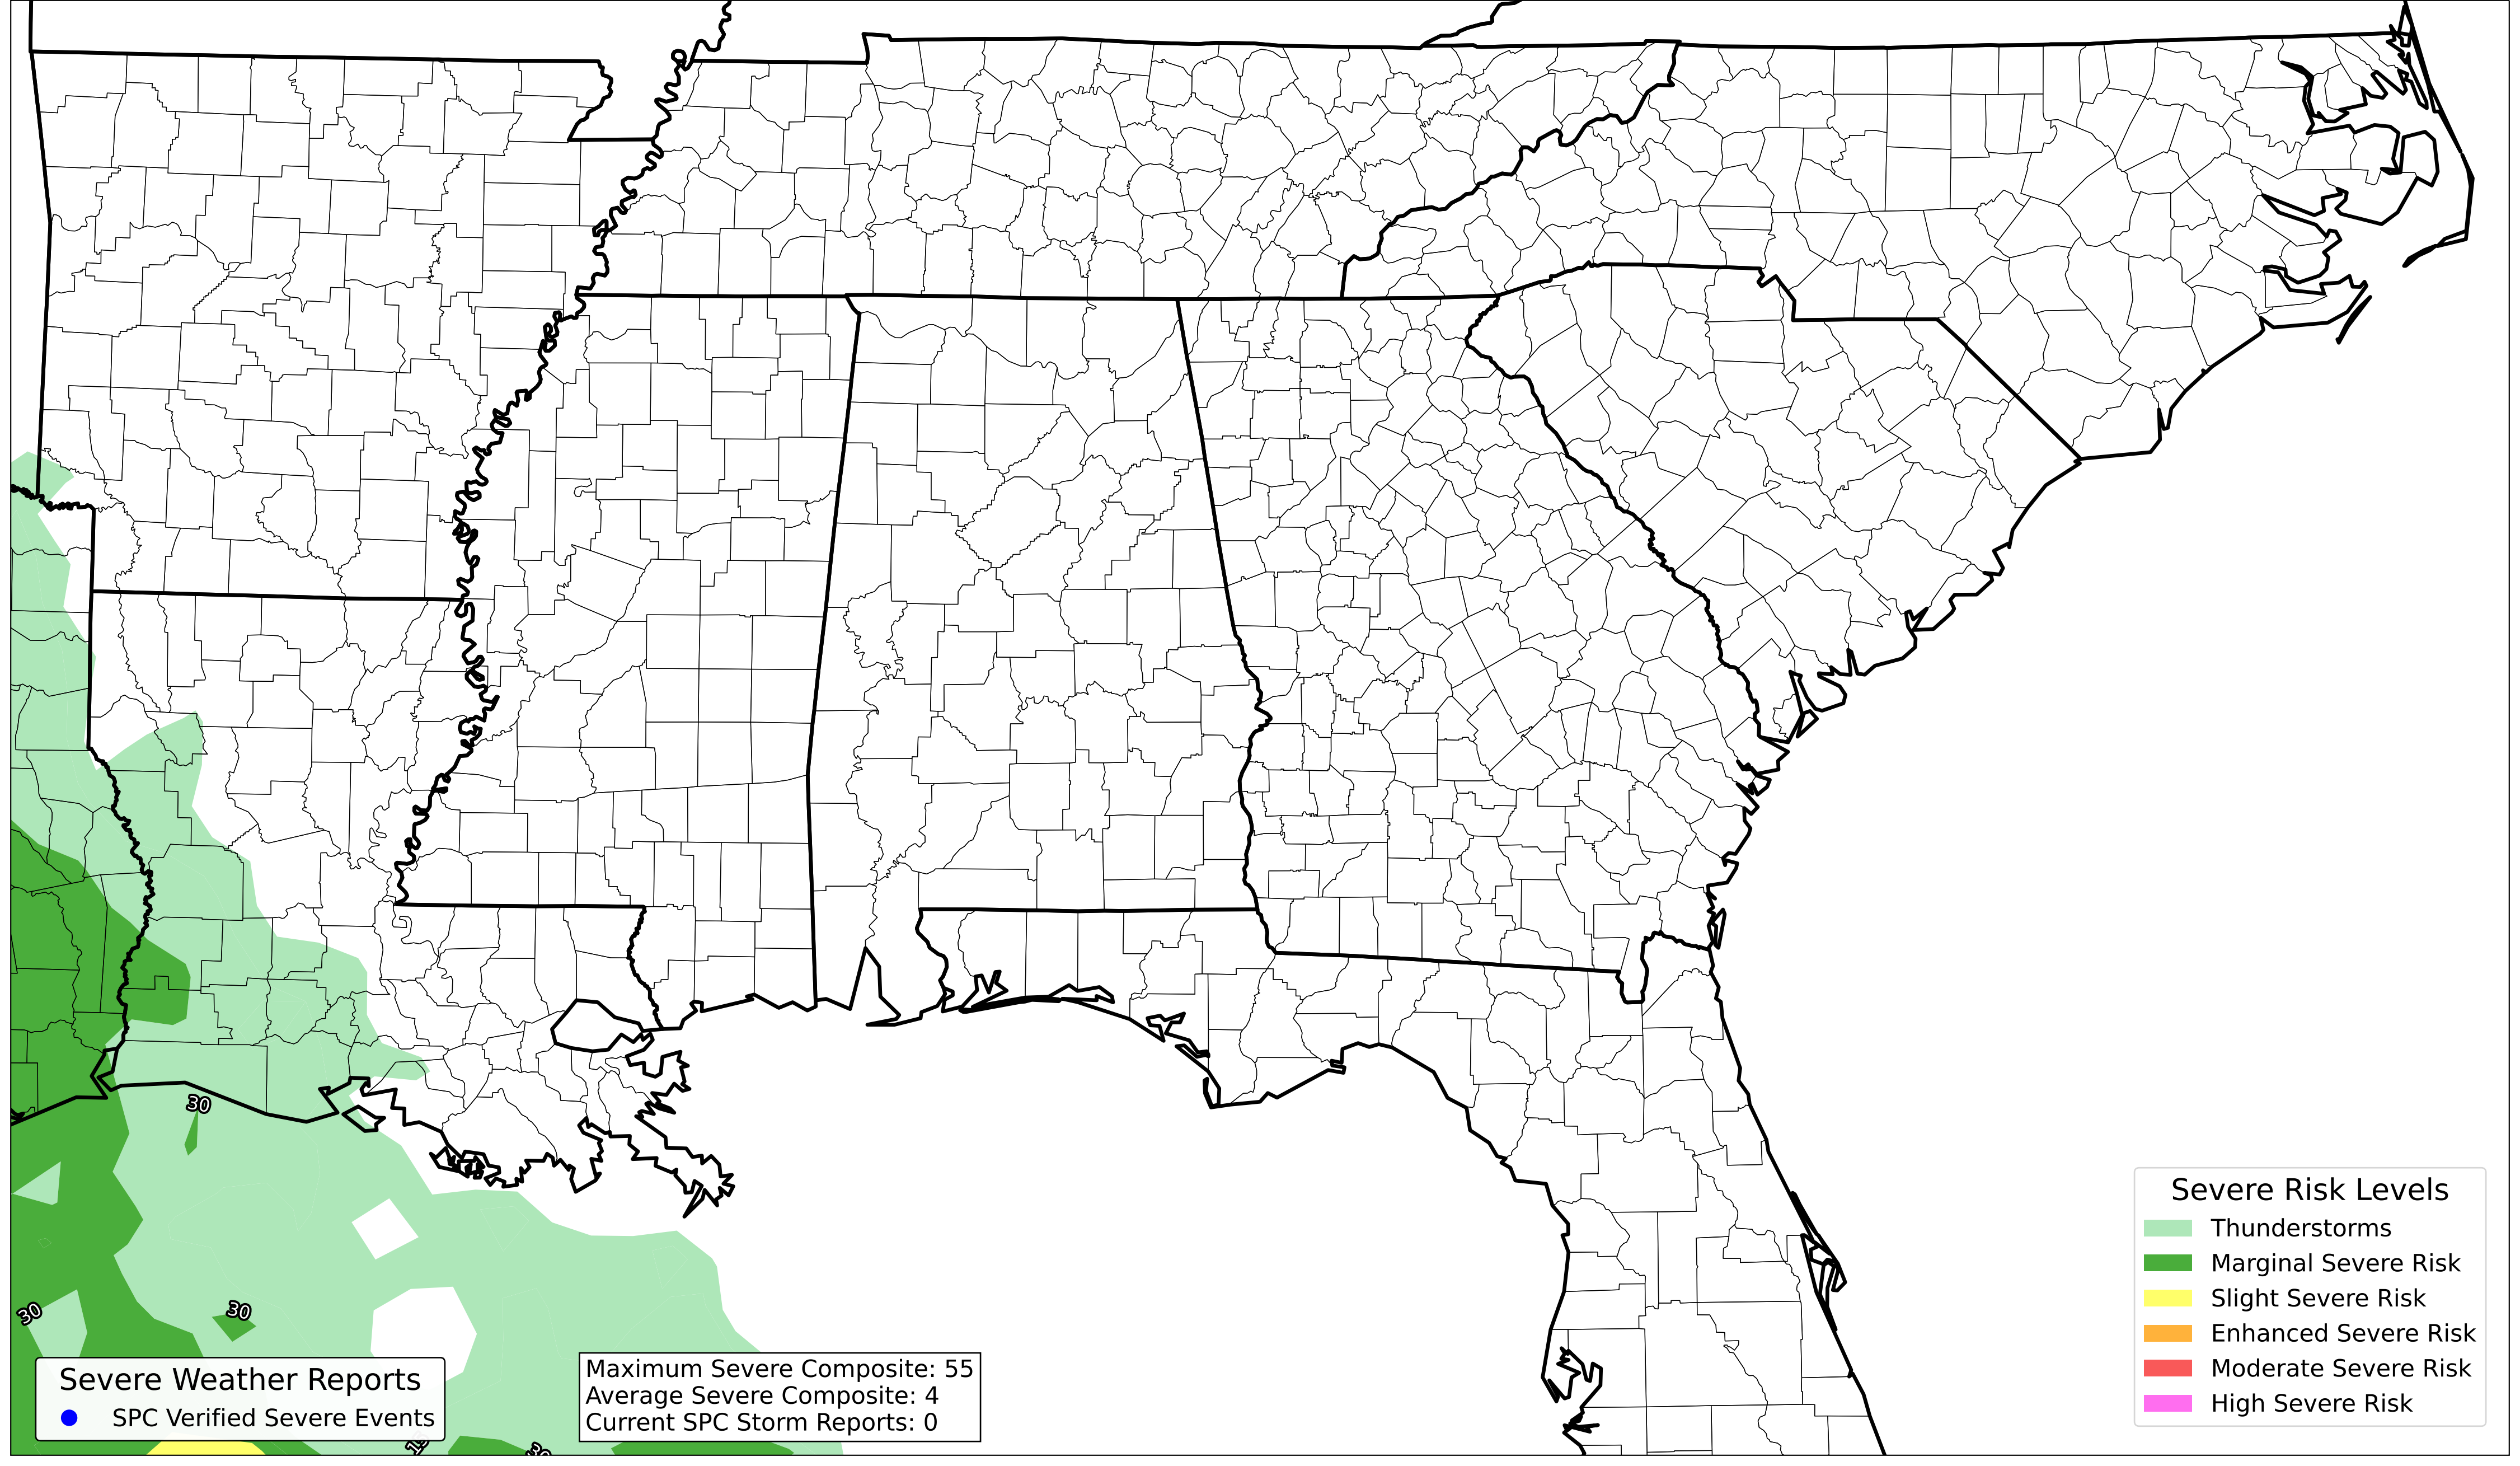 30
30
30
30
Severe Weather Reports
SPC Verified Severe Events
Maximum Severe Composite: 55
Average Severe Composite: 4
Current SPC Storm Reports: 0
Severe Risk Levels
Thunderstorms
Marginal Severe Risk
Slight Severe Risk
Enhanced Severe Risk
Moderate Severe Risk
High Severe Risk